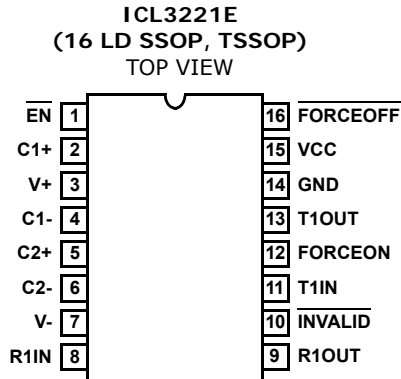 ICL3221E
(16 LD SSOP, TSSOP)
TOP VIEW
EN 1 16 FORCEOFF
C1+ 2 15 VCC
V+ 3 14 GND
C1- 4 13 T1OUT
C2+ 5 12 FORCEON
C2- 6 11 T1IN
V- 7 10 INVALID
R1IN 8 9 R1OUT